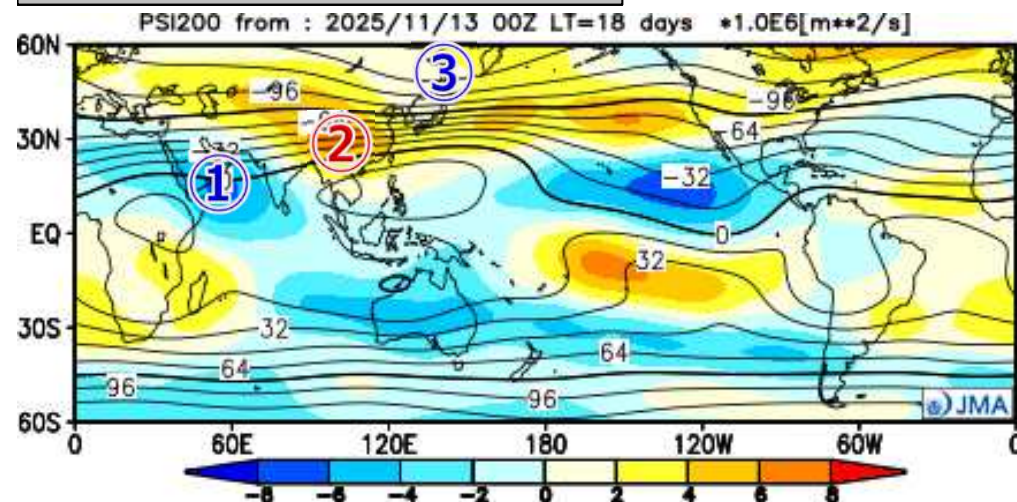 PSI200 from : 2025/11/13 00Z LT=18 days *1.0E6[m**2/s]
60N
3
-96
-96
30N
2
-64
-32
1
-32
EQ
0
32
30S
32
64
64
96
96
JMA
60S
0 60E 120E 180 120W 60W 0
-8 -6 -4 -2 0 2 4 6 8